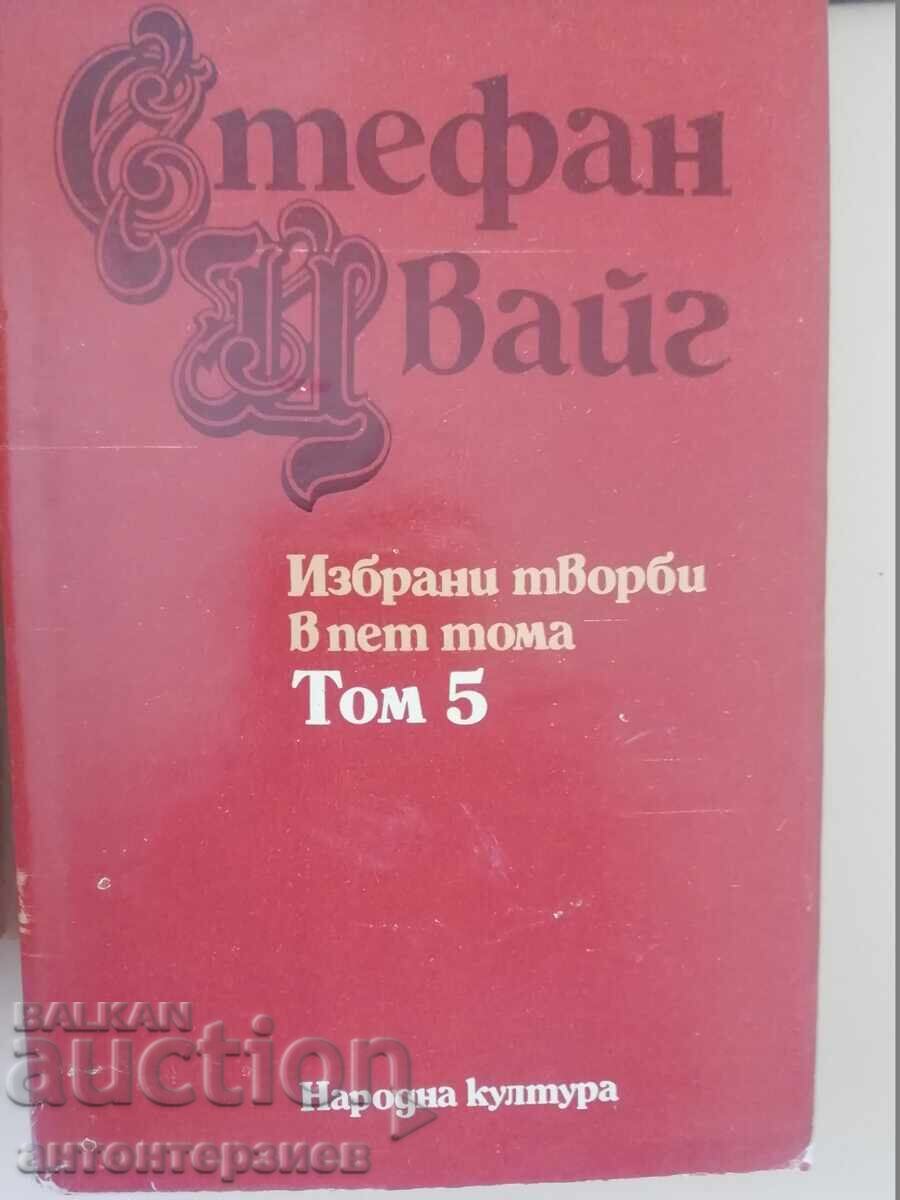 Стефан
Цвайг
Избрани творби
в пет тома
Том 5
BALKAN
auction
Народна култура
антонтерзиев